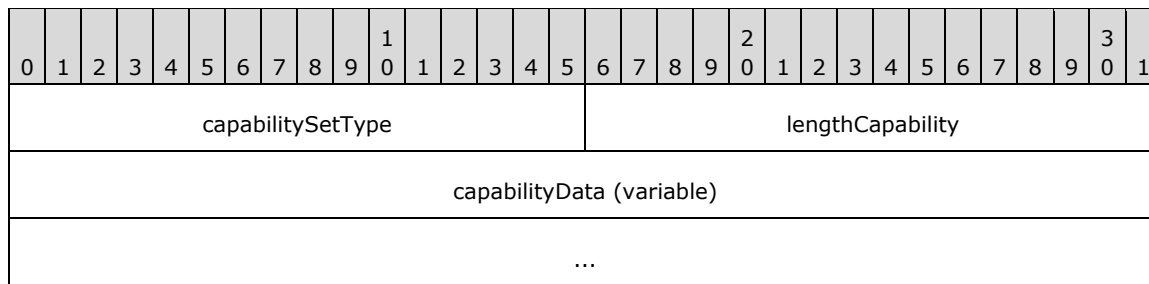 1 2 3
0 1 2 3 4 5 6 7 8 9 0 1 2 3 4 5 6 7 8 9 0 1 2 3 4 5 6 7 8 9 0 1
capabilitySetType lengthCapability
capabilityData (variable)
...